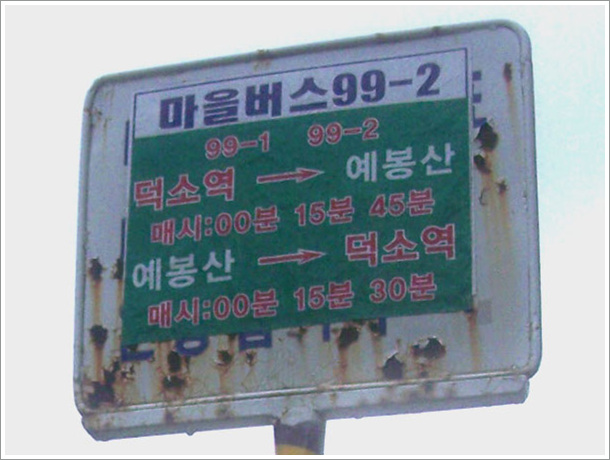 마을버스99-2
99-1 99-2
덕소역 → 예봉산
매시:00분 15분 45분
예봉산 → 덕소역
매시:00분 15분 30분